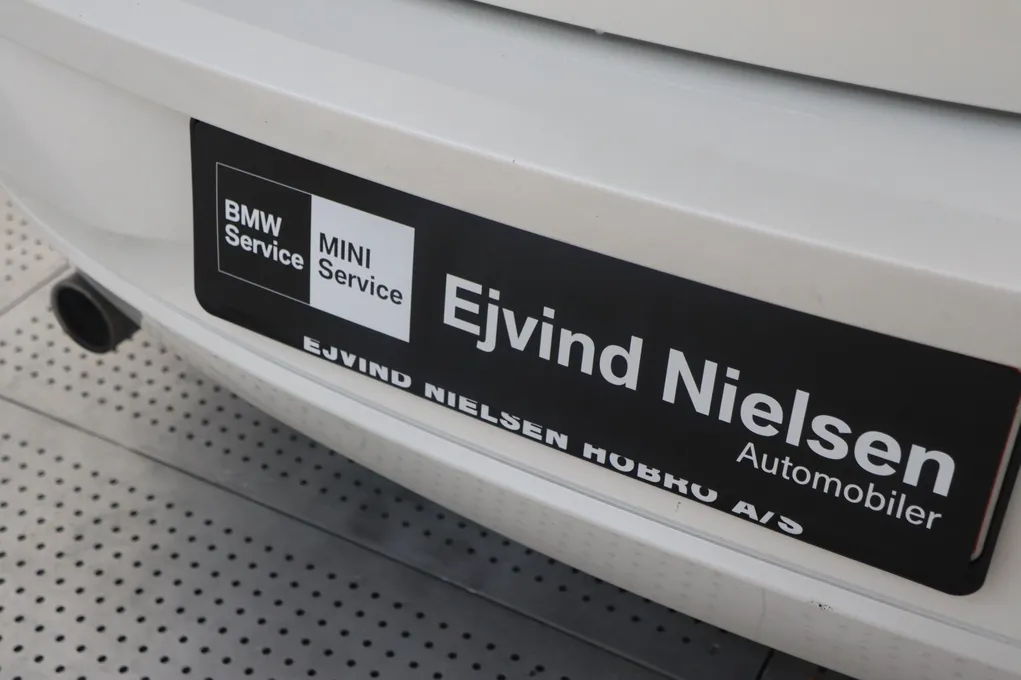 BMW
Service
MINI
Service
Ejvind Nielsen
Automobiler
EJVIND NIELSEN HOBRO A/S